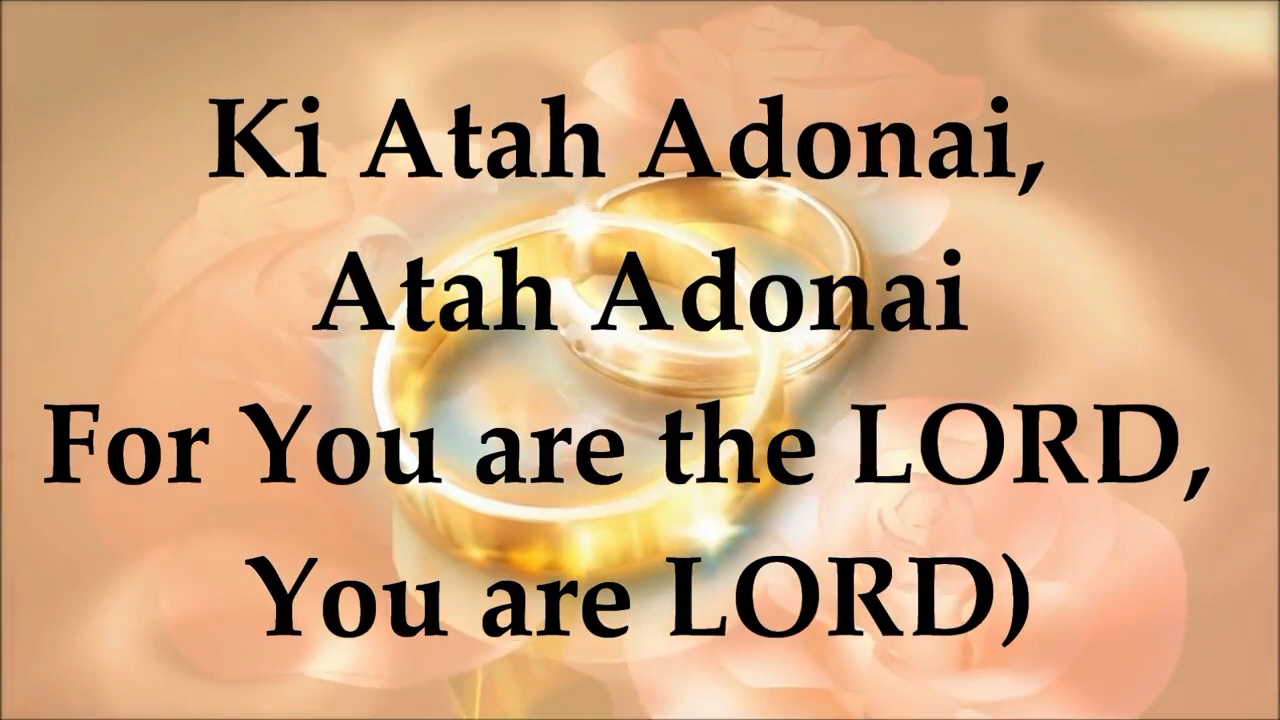 Ki Atah Adonai,
Atah Adonai
For You are the LORD,
You are LORD)